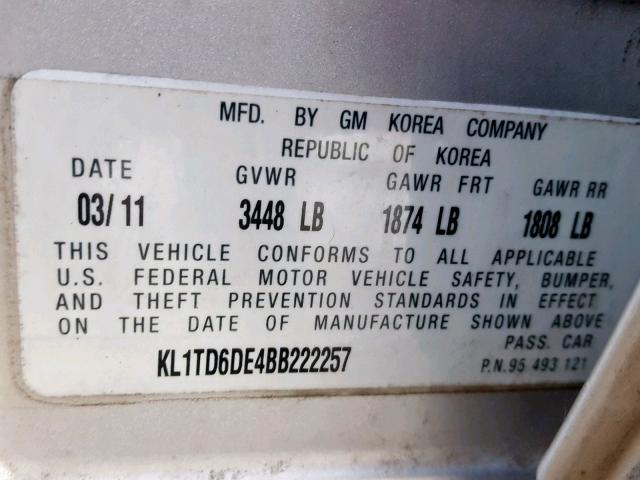 MFD. BY GM KOREA COMPANY
REPUBLIC OF KOREA
DATE GVWR GAWR FRT GAWR RR
03/11 3448 LB 1874 LB 1808 LB
THIS VEHICLE CONFORMS TO ALL APPLICABLE
U.S. FEDERAL MOTOR VEHICLE SAFETY, BUMPER,
AND THEFT PREVENTION STANDARDS IN EFFECT
ON THE DATE OF MANUFACTURE SHOWN ABOVE
PASS. CAR
KL1TD6DE4BB222257 P.N.95 493 121